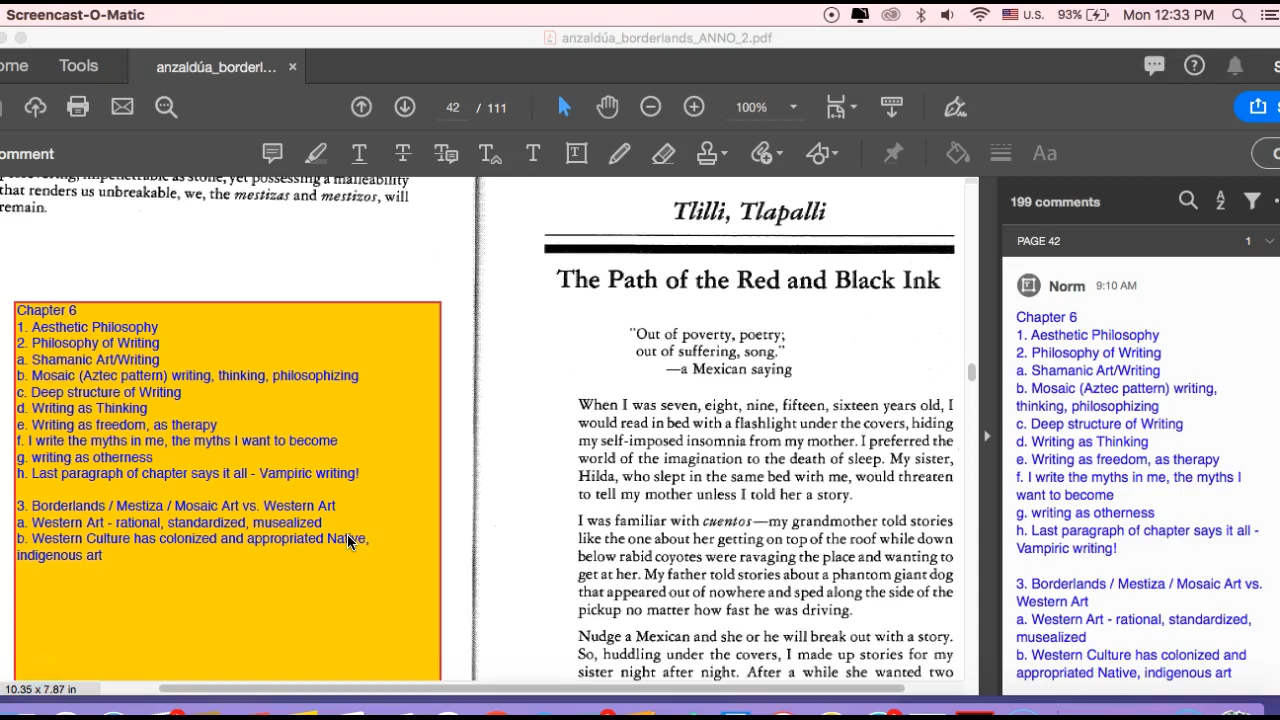 Screencast-O-Matic
U.S. 93% Mon 12:33 PM
anzaldúa_borderlands_ANNO_2.pdf
ome Tools anzaldúa_borderl... ×
42 / 111 100%
omment
that renders us unbreakable, we, the mestizas and mestizos, will
remain.
Chapter 6
1. Aesthetic Philosophy
2. Philosophy of Writing
a. Shamanic Art/Writing
b. Mosaic (Aztec pattern) writing, thinking, philosophizing
c. Deep structure of Writing
d. Writing as Thinking
e. Writing as freedom, as therapy
f. I write the myths in me, the myths I want to become
g. writing as otherness
h. Last paragraph of chapter says it all - Vampiric writing!
3. Borderlands / Mestiza / Mosaic Art vs. Western Art
a. Western Art - rational, standardized, musealized
b. Western Culture has colonized and appropriated Native,
indigenous art
10.35 x 7.87 in
Tlilli, Tlapalli
The Path of the Red and Black Ink
"Out of poverty, poetry;
out of suffering, song."
—a Mexican saying
When I was seven, eight, nine, fifteen, sixteen years old, I
would read in bed with a flashlight under the covers, hiding
my self-imposed insomnia from my mother. I preferred the
world of the imagination to the death of sleep. My sister,
Hilda, who slept in the same bed with me, would threaten
to tell my mother unless I told her a story.
I was familiar with cuentos—my grandmother told stories
like the one about her getting on top of the roof while down
below rabid coyotes were ravaging the place and wanting to
get at her. My father told stories about a phantom giant dog
that appeared out of nowhere and sped along the side of the
pickup no matter how fast he was driving.
Nudge a Mexican and she or he will break out with a story.
So, huddling under the covers, I made up stories for my
sister night after night. After a while she wanted two
199 comments
PAGE 42 1
Norm 9:10 AM
Chapter 6
1. Aesthetic Philosophy
2. Philosophy of Writing
a. Shamanic Art/Writing
b. Mosaic (Aztec pattern) writing,
thinking, philosophizing
c. Deep structure of Writing
d. Writing as Thinking
e. Writing as freedom, as therapy
f. I write the myths in me, the myths I
want to become
g. writing as otherness
h. Last paragraph of chapter says it all -
Vampiric writing!
3. Borderlands / Mestiza / Mosaic Art vs.
Western Art
a. Western Art - rational, standardized,
musealized
b. Western Culture has colonized and
appropriated Native, indigenous art